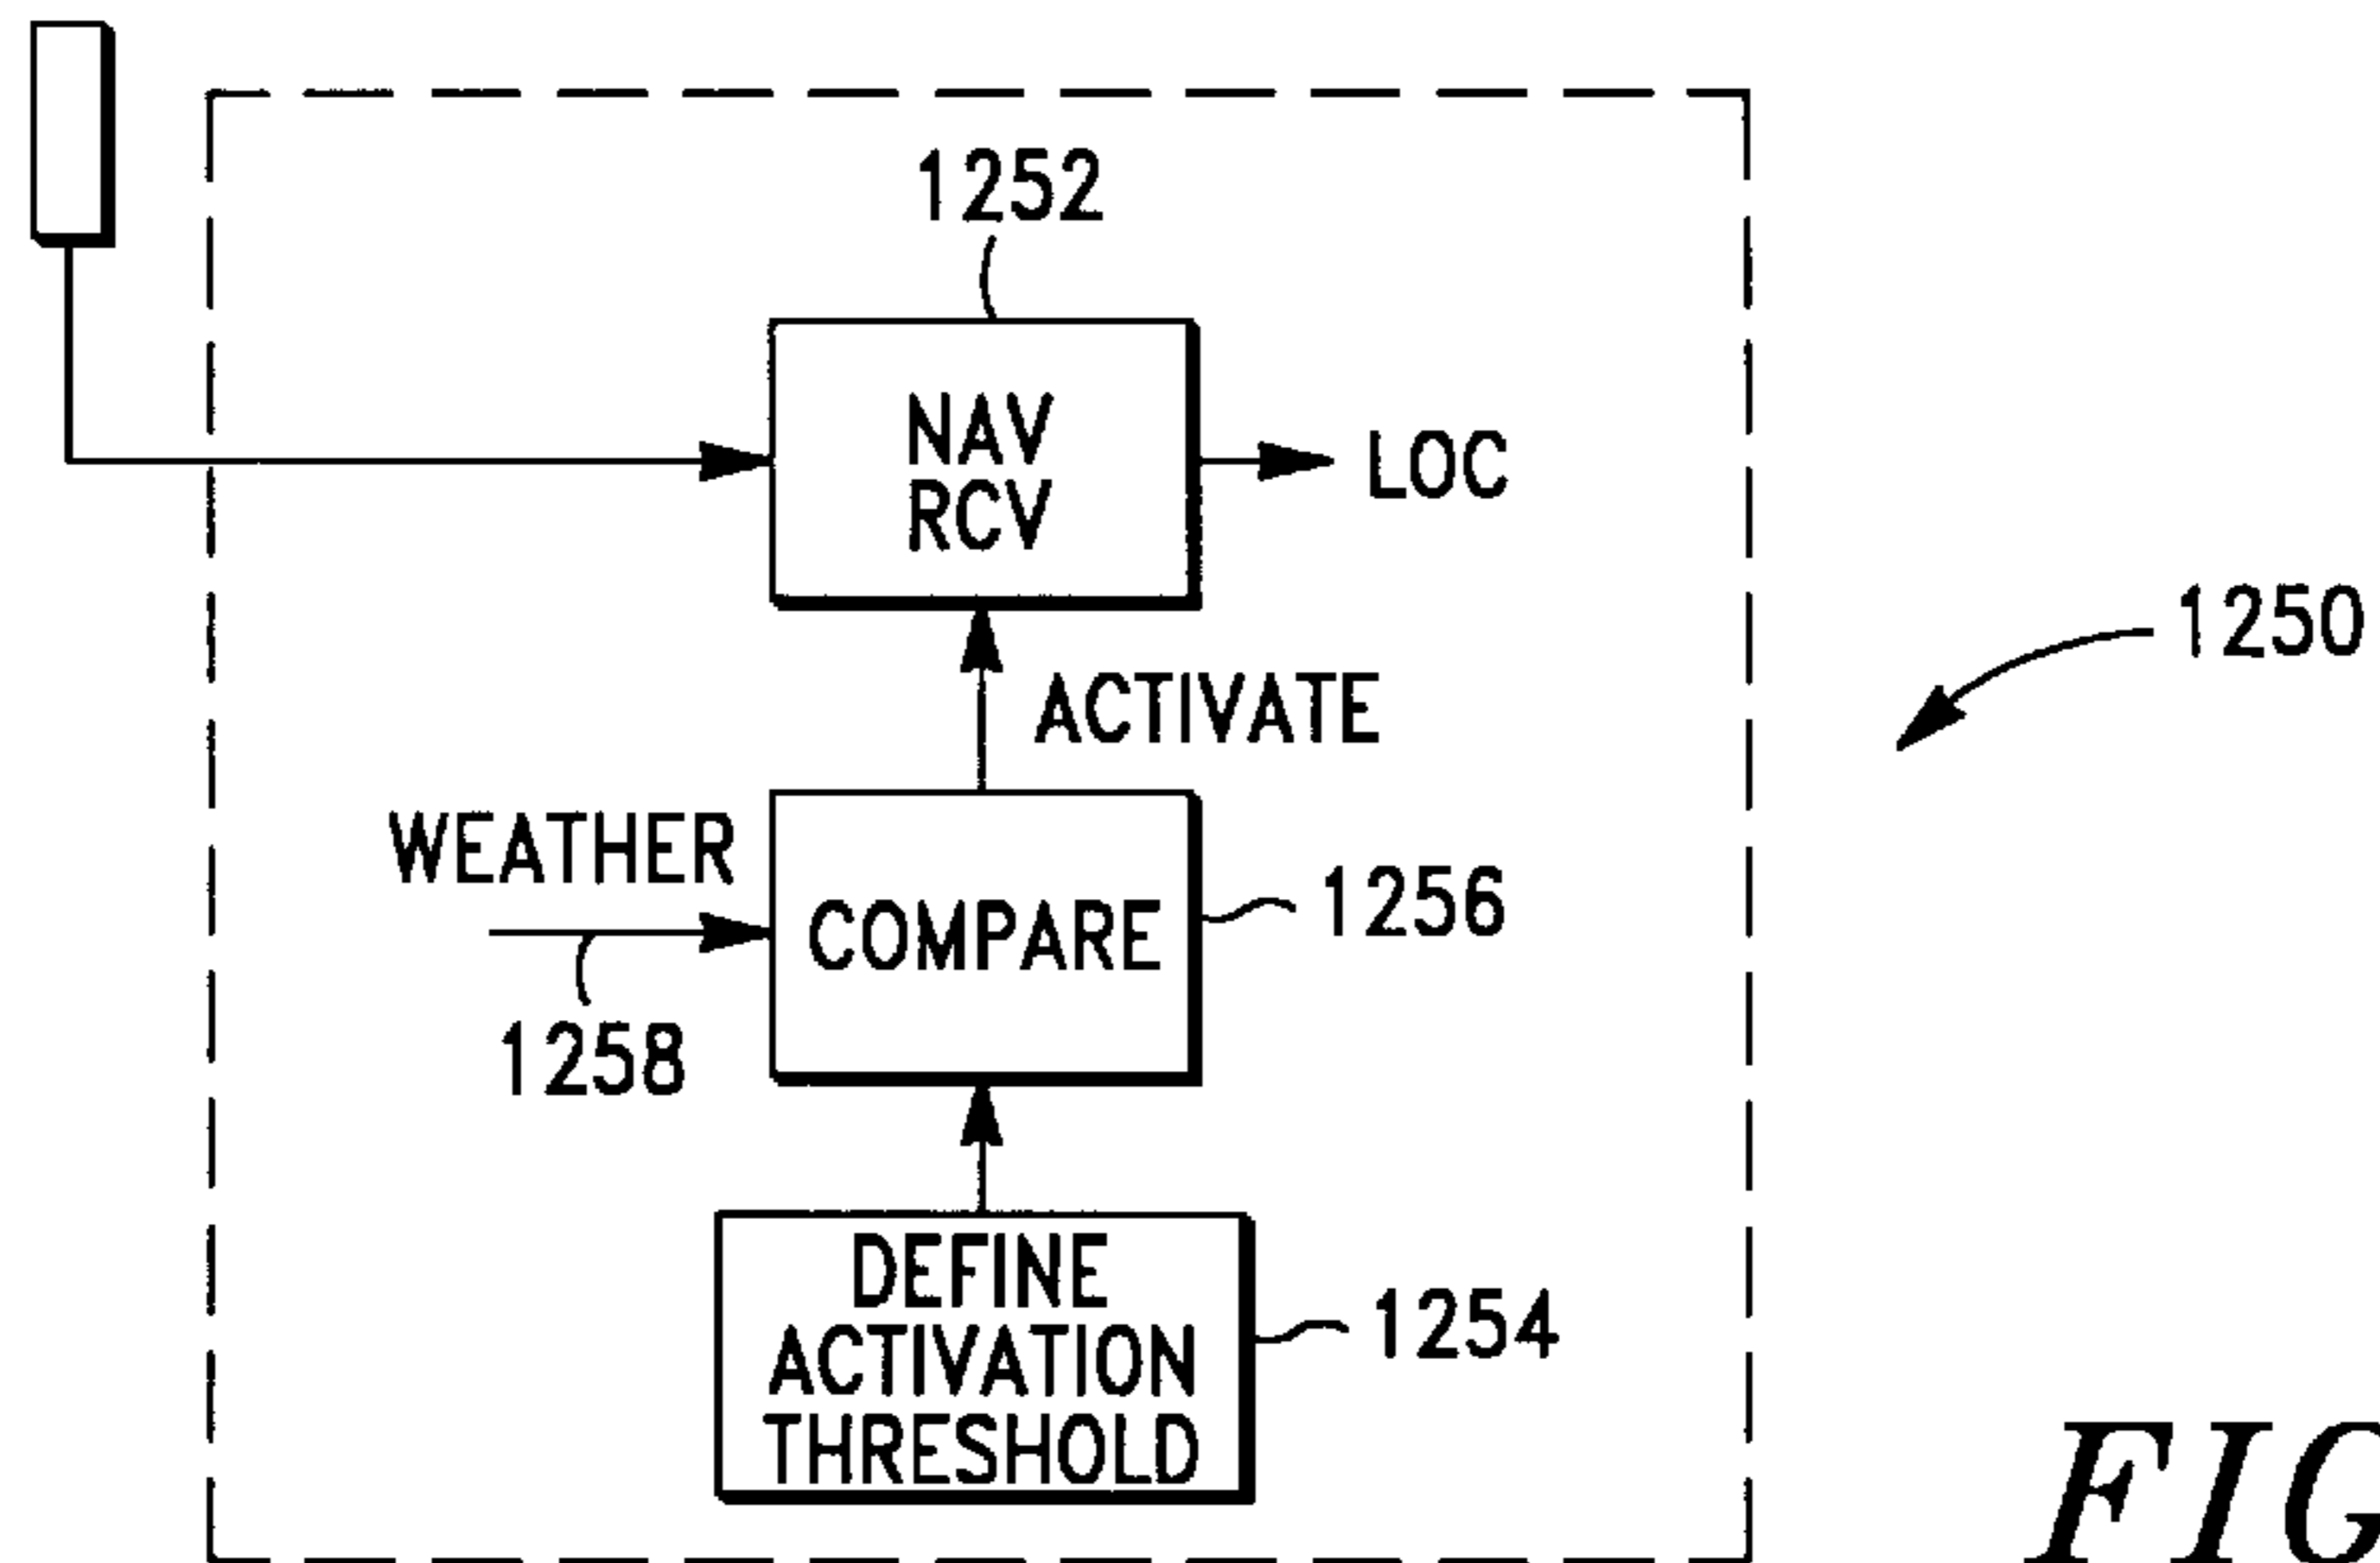 1252
NAV
RCV
LOC
1250
ACTIVATE
WEATHER
COMPARE
1256
1258
DEFINE
ACTIVATION
THRESHOLD
1254
FIG